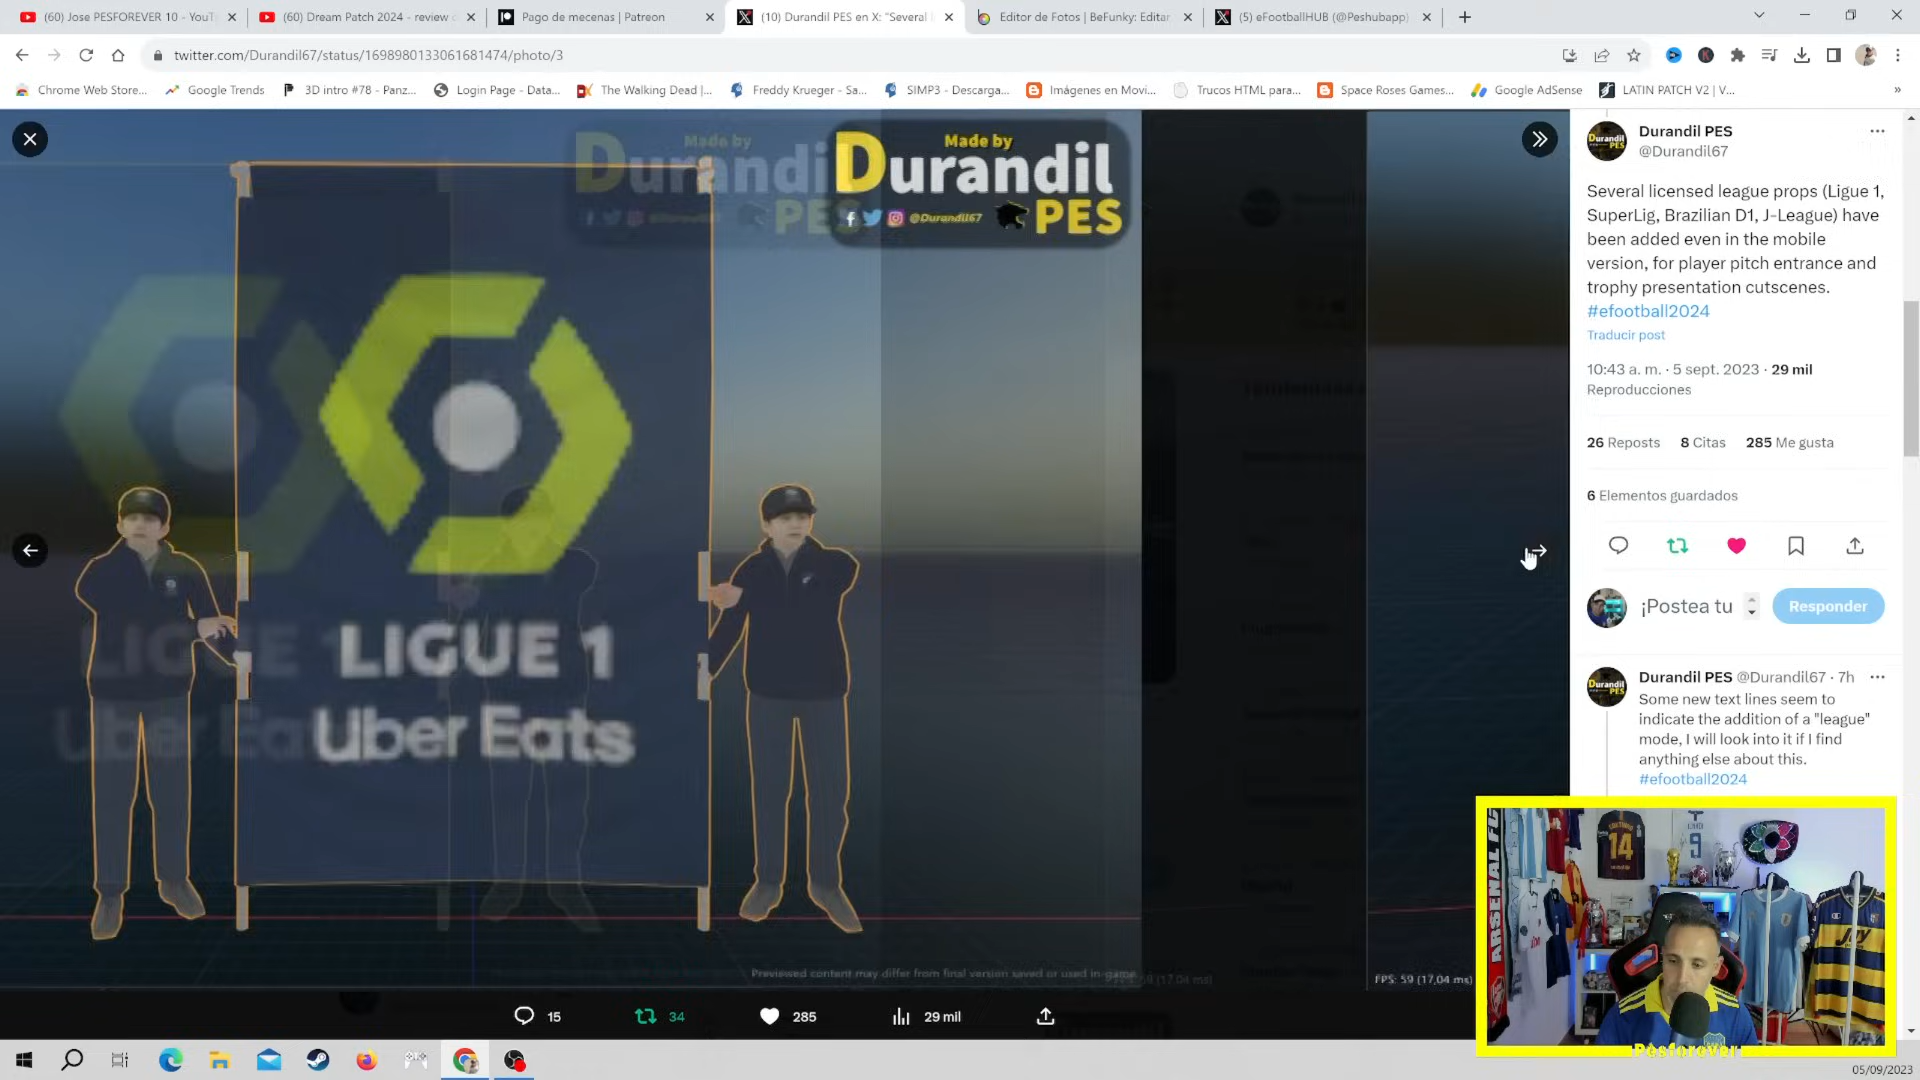 (60) Jose PESFOREVER 10 - YouT
(60) Dream Patch 2024 - review
Pago de mecenas | Patreon
(10) Durandil PES en X: "Several
Editor de Fotos | BeFunky: Editar
(5) eFootballHUB (@Peshubapp)
twitter.com/Durandil67/status/1698980133061681474/photo/3
Chrome Web Store...
Google Trends
3D intro #78 - Panz...
Login Page - Data...
The Walking Dead |...
Freddy Krueger - Sa...
SIMP3 - Descarga...
Imágenes en Movi...
Trucos HTML para...
Space Roses Games...
Google AdSense
LATIN PATCH V2 | V...
Made by
Durandil
@Durandil67
PES
LIGUE 1
Uber Eats
Previewed content may differ from final version saved or used in-game
FPS: 59 (17,04 ms)
15
34
285
29 mil
Durandil PES
@Durandil67
Several licensed league props (Ligue 1,
SuperLig, Brazilian D1, J-League) have
been added even in the mobile
version, for player pitch entrance and
trophy presentation cutscenes.
#efootball2024
Traducir post
10:43 a. m. · 5 sept. 2023 · 29 mil
Reproducciones
26 Reposts 8 Citas 285 Me gusta
6 Elementos guardados
¡Postea tu
Responder
Durandil PES @Durandil67 · 7h
Some new text lines seem to
indicate the addition of a "league"
mode, I will look into it if I find
anything else about this.
#efootball2024
ARSENAL
14
9
Pesforever
05/09/2023